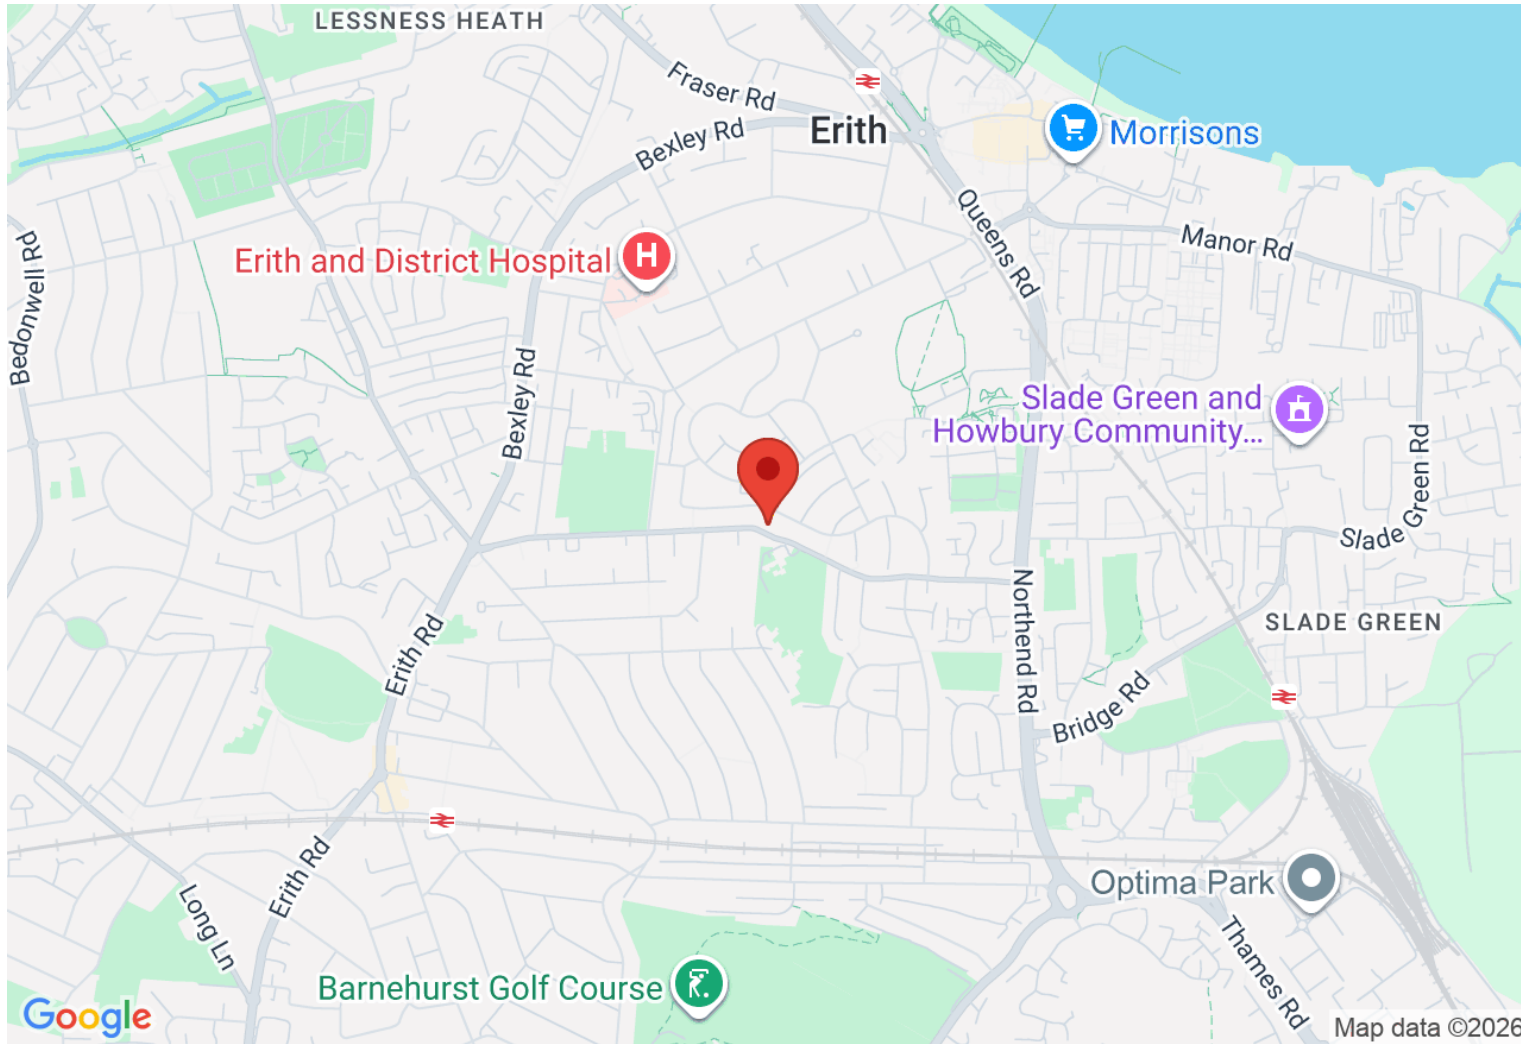 LESSNESS HEATH
Fraser Rd
Bexley Rd
Erith
Morrisons
Queens Rd
Manor Rd
Bedonwell Rd
Erith and District Hospital
H
Bexley Rd
Slade Green and
Howbury Community...
Slade Green Rd
Northend Rd
SLADE GREEN
Erith Rd
Bridge Rd
Erith Rd
Long Ln
Optima Park
Thames Rd
Barnehurst Golf Course
Google
Map data ©2026